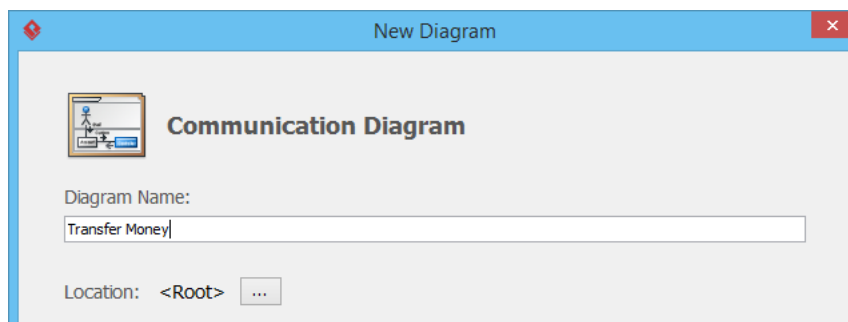 New Diagram
Communication Diagram
Diagram Name:
Transfer Money
Location: <Root> ...